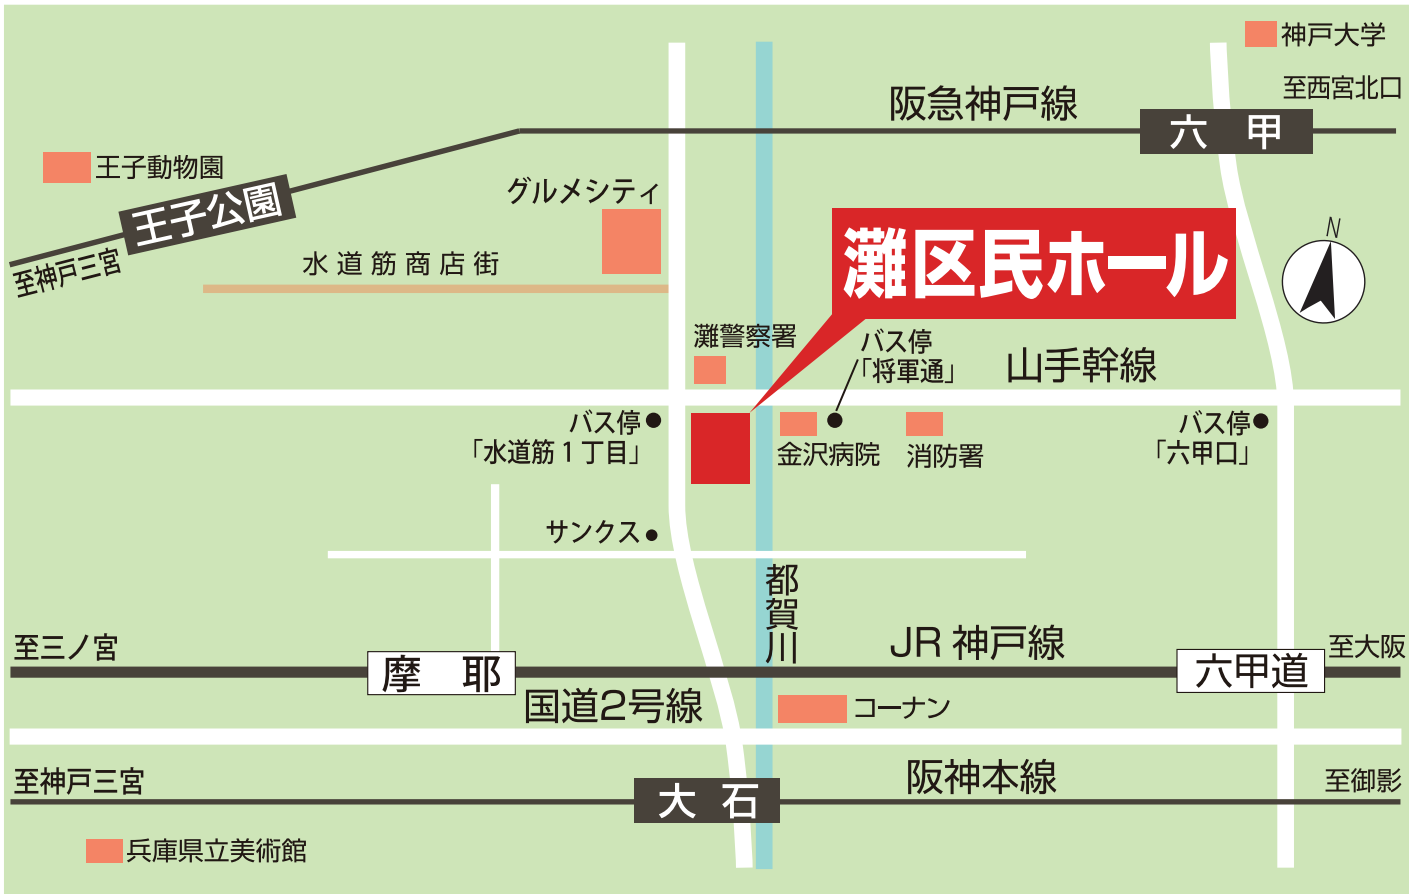 神戸大学
至西宮北口
阪急神戸線
六 甲
王子動物園
王子公園
至神戸三宮
グルメシティ
水道筋商店街
灘区民ホール
N
灘警察署
バス停
「将軍通」
山手幹線
バス停
「水道筋1丁目」
金沢病院
消防署
バス停
「六甲口」
サンクス
都賀川
至三ノ宮
JR 神戸線
至大阪
摩 耶
六甲道
国道2号線
コーナン
至神戸三宮
阪神本線
至御影
大 石
兵庫県立美術館